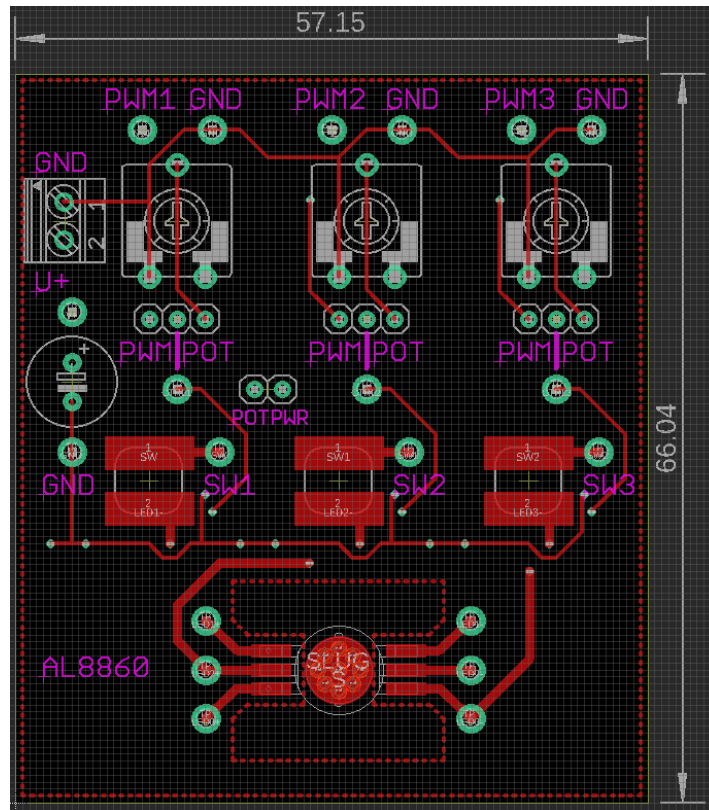 57.15
PWM1 GND PWM2 GND PWM3 GND
GND
1
2
V+
+
PWM POT PWM POT PWM POT
POTPWR
1 1 1
SW SW1 SW2
GND SW1 SW2 SW3
2 2 2
LED1- LED2- LED3-
66.04
AL8860
SLUG
S